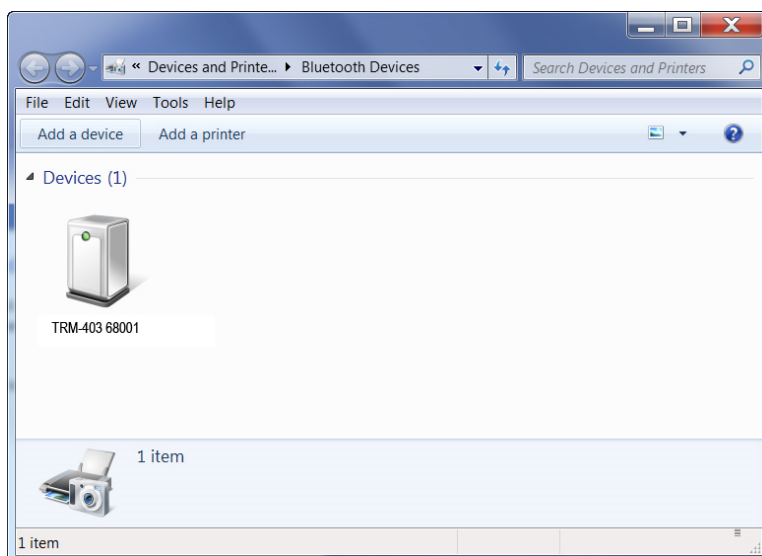 « Devices and Printe... Bluetooth Devices Search Devices and Printers
File Edit View Tools Help
Add a device Add a printer
Devices (1)
TRM-403 68001
1 item
1 item